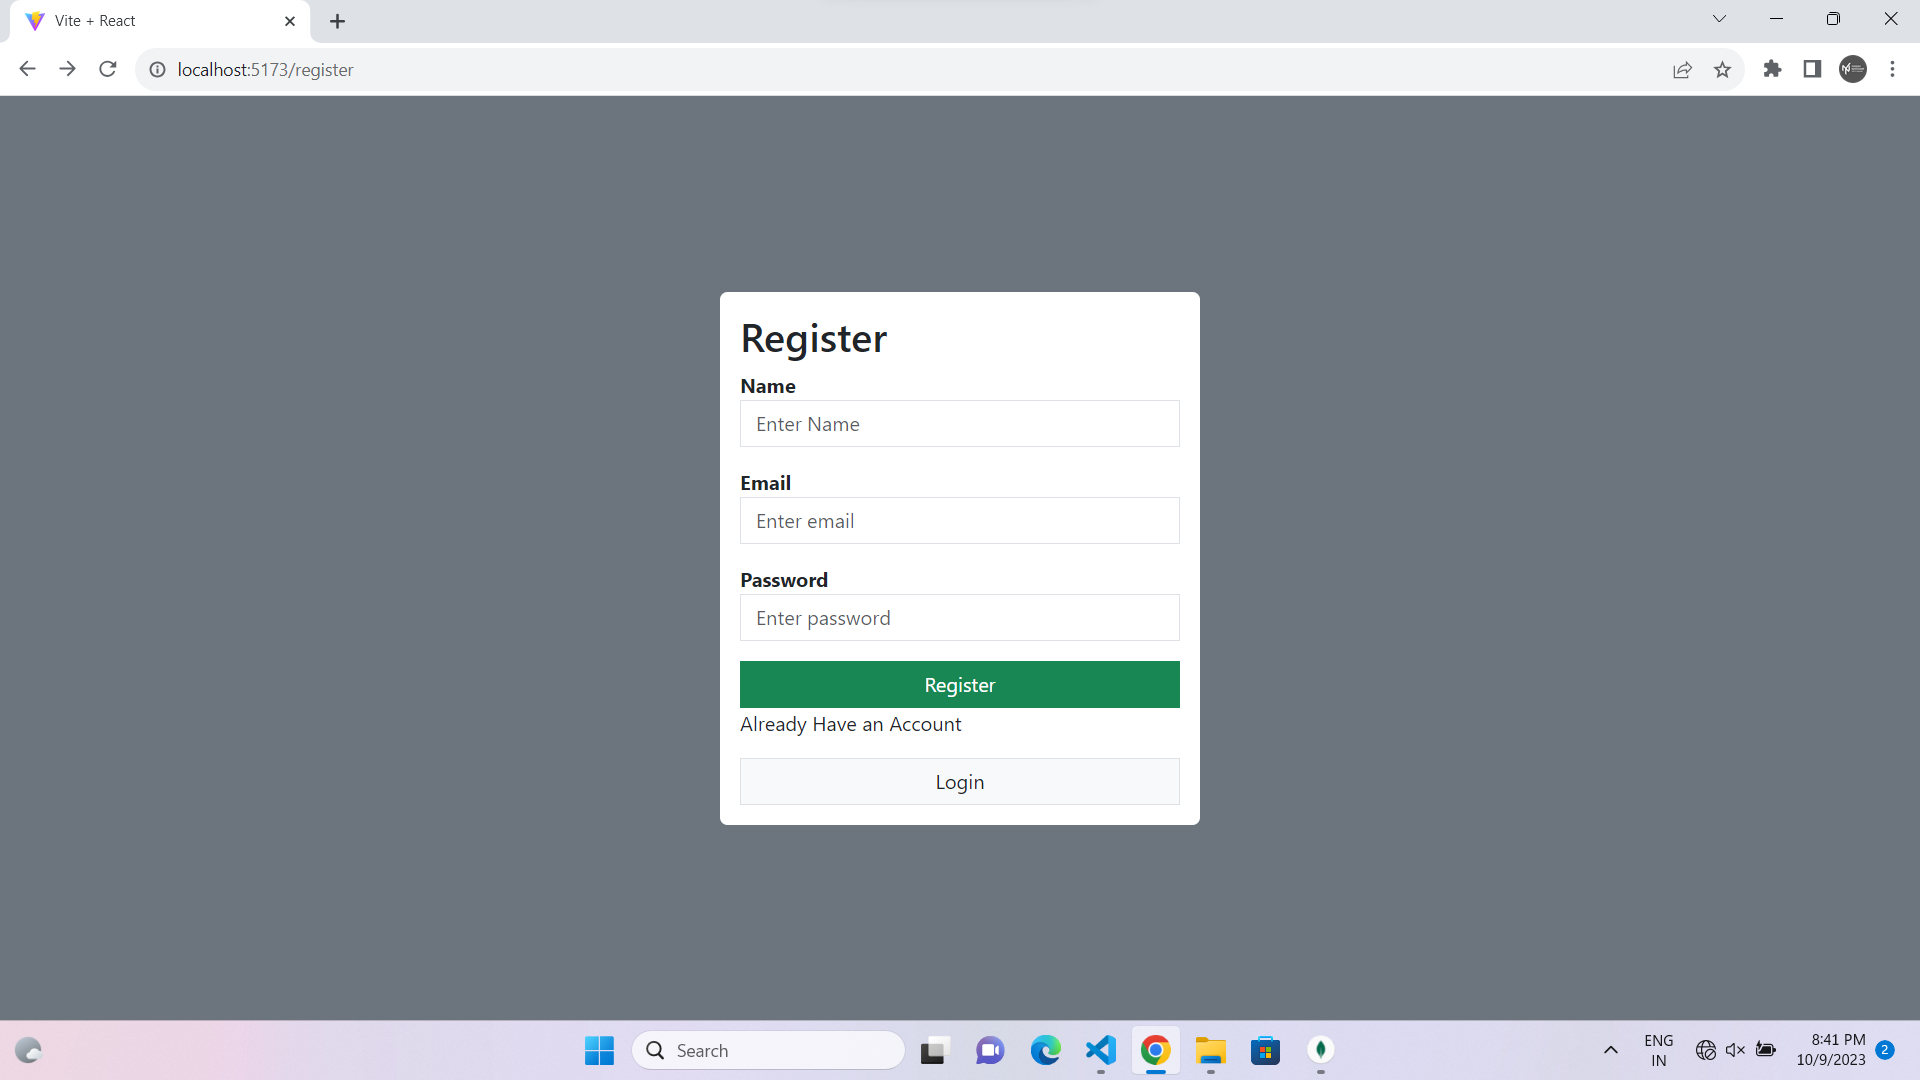 Vite + React
localhost:5173/register
Register
Name
Enter Name
Email
Enter email
Password
Enter password
Register
Already Have an Account
Login
Search
ENG
IN
8:41 PM
10/9/2023
2